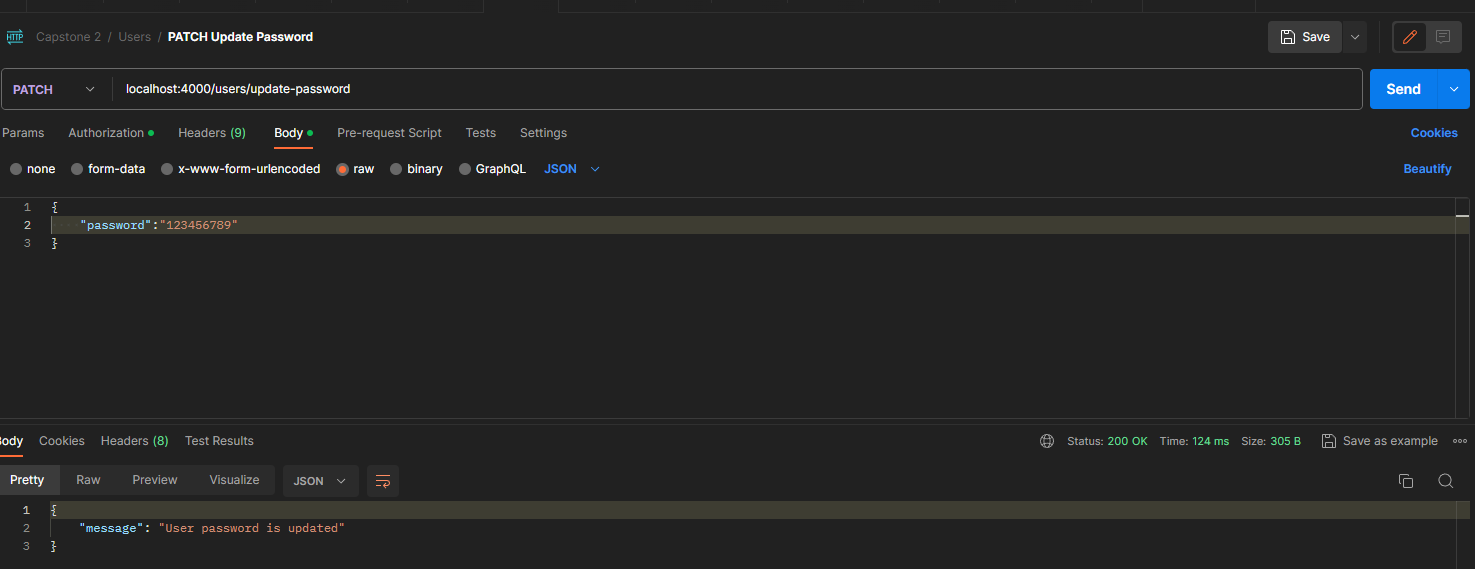 HTTP Capstone 2 / Users / PATCH Update Password Save
PATCH localhost:4000/users/update-password Send
Params Authorization Headers (9) Body Pre-request Script Tests Settings Cookies
none form-data x-www-form-urlencoded raw binary GraphQL JSON Beautify
1 {
2 "password":"123456789"
3 }
Body Cookies Headers (8) Test Results Status: 200 OK Time: 124 ms Size: 305 B Save as example
Pretty Raw Preview Visualize JSON
1 {
2 "message": "User password is updated"
3 }